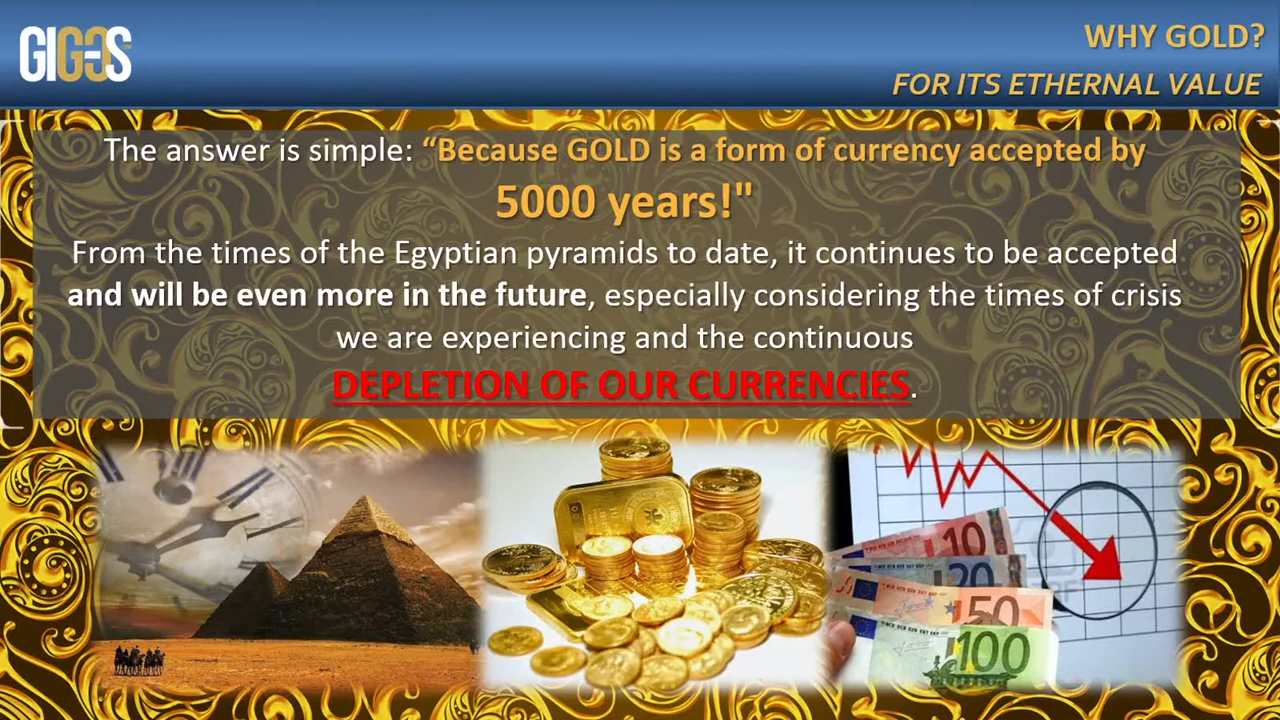 GIGOS
WHY GOLD?
FOR ITS ETHERNAL VALUE
The answer is simple: “Because GOLD is a form of currency accepted by
5000 years!"
From the times of the Egyptian pyramids to date, it continues to be accepted
and will be even more in the future, especially considering the times of crisis
we are experiencing and the continuous
DEPLETION OF OUR CURRENCIES.
10
20
50
100